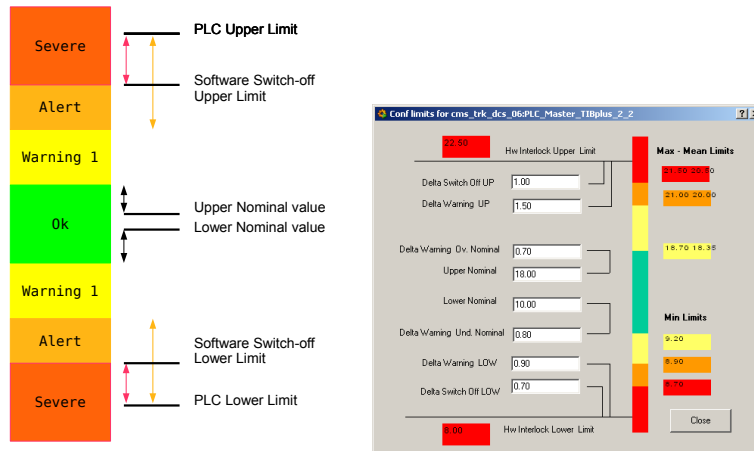 Severe
Alert
Warning 1
Ok
Warning 1
Alert
Severe
PLC Upper Limit
Software Switch-off
Upper Limit
Upper Nominal value
Lower Nominal value
Software Switch-off
Lower Limit
PLC Lower Limit
Conf limits for cms_trk_dcs_06:PLC_Master_TIBplus_2_2
22.50
Hw Interlock Upper Limit
Max - Mean Limits
21.50 20.50
Delta Switch Off UP
1.00
21.00 20.00
Delta Warning UP
1.50
Delta Warning Ov. Nominal
0.70
18.70 18.35
Upper Nominal
18.00
Lower Nominal
10.00
Min Limits
Delta Warning Und. Nominal
0.80
9.20
Delta Warning LOW
0.90
8.90
Delta Switch Off LOW
0.70
8.70
Close
8.00
Hw Interlock Lower Limit